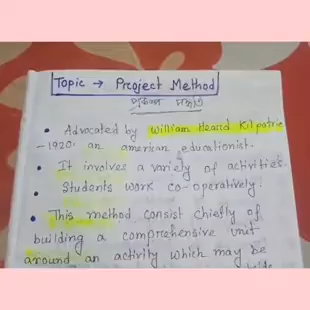 Topic → Project Method
প্রকল্প পদ্ধতি
• Advocated by William Heard Kilpatric
- 1920' an american educationist.
• It involves a variety of activities.
• Students work co-operatively.
• This method consist chiefly of
building a comprehensive unit
around an activity which may be